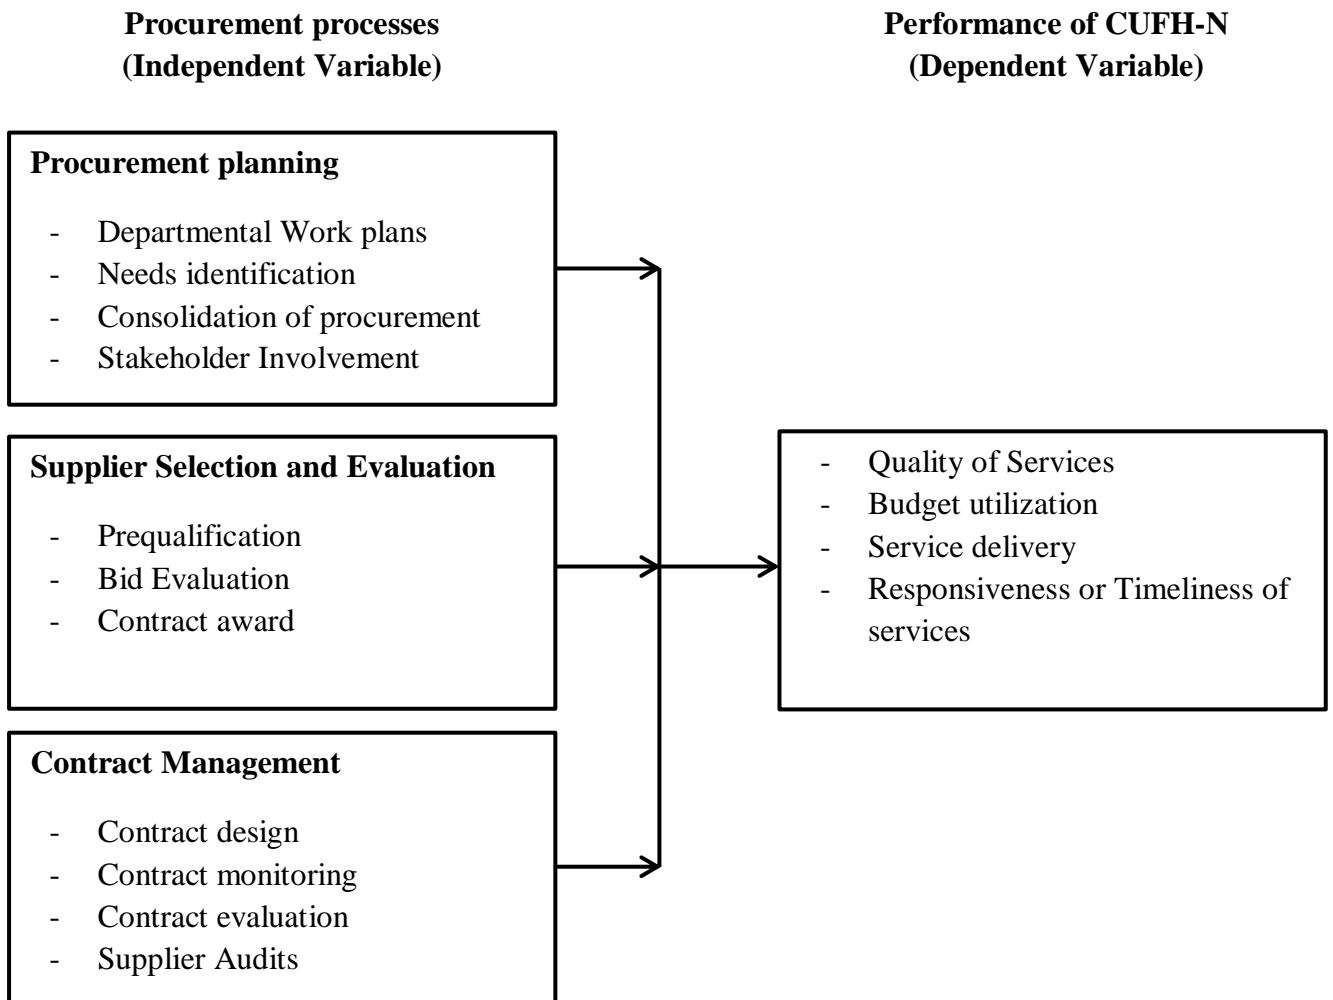 Procurement processes
(Independent Variable)
Performance of CUFH-N
(Dependent Variable)
Procurement planning
- Departmental Work plans
- Needs identification
- Consolidation of procurement
- Stakeholder Involvement
Supplier Selection and Evaluation
- Prequalification
- Bid Evaluation
- Contract award
Contract Management
- Contract design
- Contract monitoring
- Contract evaluation
- Supplier Audits
- Quality of Services
- Budget utilization
- Service delivery
- Responsiveness or Timeliness of
services